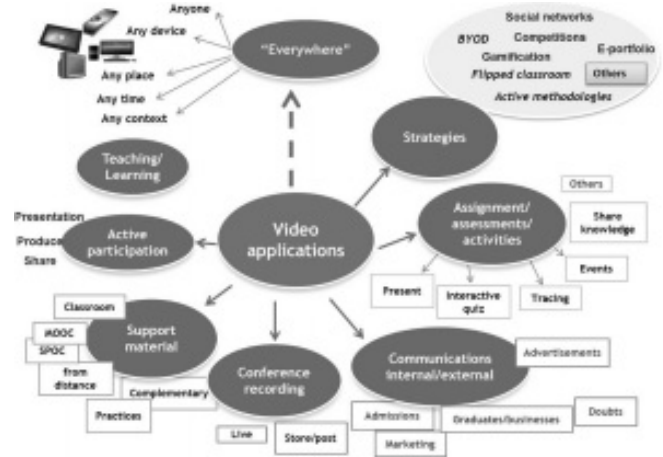 Anyone
Any device
Any place
Any time
Any context
"Everywhere"
Social networks
BYOD
Competitions
Gamification
E-portfolio
Flipped classroom
Others
Active methodologies
Strategies
Teaching/
Learning
Presentation
Produce
Share
Active
participation
Video
applications
Assignment/
assessments/
activities
Others
Share
knowledge
Events
Present
Interactive
quiz
Tracing
Classroom
MOOC
SPOC
from
distance
Support
material
Complementary
Practices
Conference
recording
Live
Store/post
Communications
internal/external
Advertisements
Admissions
Graduates/businesses
Doubts
Marketing